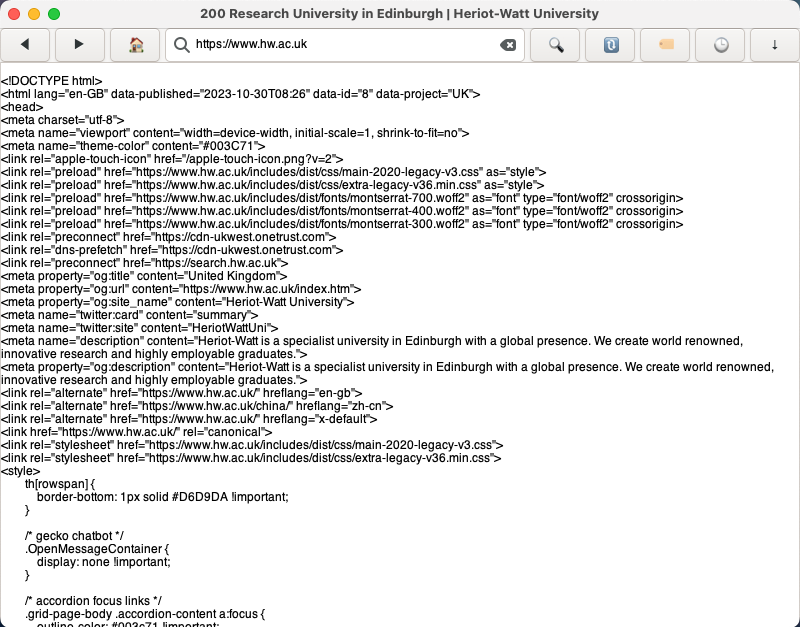 200 Research University in Edinburgh | Heriot-Watt University
https://www.hw.ac.uk
<!DOCTYPE html>
<html lang="en-GB" data-published="2023-10-30T08:26" data-id="8" data-project="UK">
<head>
<meta charset="utf-8">
<meta name="viewport" content="width=device-width, initial-scale=1, shrink-to-fit=no">
<meta name="theme-color" content="#003C71">
<link rel="apple-touch-icon" href="/apple-touch-icon.png?v=2">
<link rel="preload" href="https://www.hw.ac.uk/includes/dist/css/main-2020-legacy-v3.css" as="style">
<link rel="preload" href="https://www.hw.ac.uk/includes/dist/css/extra-legacy-v36.min.css" as="style">
<link rel="preload" href="https://www.hw.ac.uk/includes/dist/fonts/montserrat-700.woff2" as="font" type="font/woff2" crossorigin>
<link rel="preload" href="https://www.hw.ac.uk/includes/dist/fonts/montserrat-400.woff2" as="font" type="font/woff2" crossorigin>
<link rel="preload" href="https://www.hw.ac.uk/includes/dist/fonts/montserrat-300.woff2" as="font" type="font/woff2" crossorigin>
<link rel="preconnect" href="https://cdn-ukwest.onetrust.com">
<link rel="dns-prefetch" href="https://cdn-ukwest.onetrust.com">
<link rel="preconnect" href="https://search.hw.ac.uk">
<meta property="og:title" content="United Kingdom">
<meta property="og:url" content="https://www.hw.ac.uk/index.htm">
<meta property="og:site_name" content="Heriot-Watt University">
<meta name="twitter:card" content="summary">
<meta name="twitter:site" content="HeriotWattUni">
<meta name="description" content="Heriot-Watt is a specialist university in Edinburgh with a global presence. We create world renowned,
innovative research and highly employable graduates.">
<meta property="og:description" content="Heriot-Watt is a specialist university in Edinburgh with a global presence. We create world renowned,
innovative research and highly employable graduates.">
<link rel="alternate" href="https://www.hw.ac.uk/" hreflang="en-gb">
<link rel="alternate" href="https://www.hw.ac.uk/china/" hreflang="zh-cn">
<link rel="alternate" href="https://www.hw.ac.uk/" hreflang="x-default">
<link href="https://www.hw.ac.uk/" rel="canonical">
<link rel="stylesheet" href="https://www.hw.ac.uk/includes/dist/css/main-2020-legacy-v3.css">
<link rel="stylesheet" href="https://www.hw.ac.uk/includes/dist/css/extra-legacy-v36.min.css">
<style>
th[rowspan] {
border-bottom: 1px solid #D6D9DA !important;
}
/* gecko chatbot */
.OpenMessageContainer {
display: none !important;
}
/* accordion focus links */
.grid-page-body .accordion-content a:focus {
outline-color: #003c71 !important;